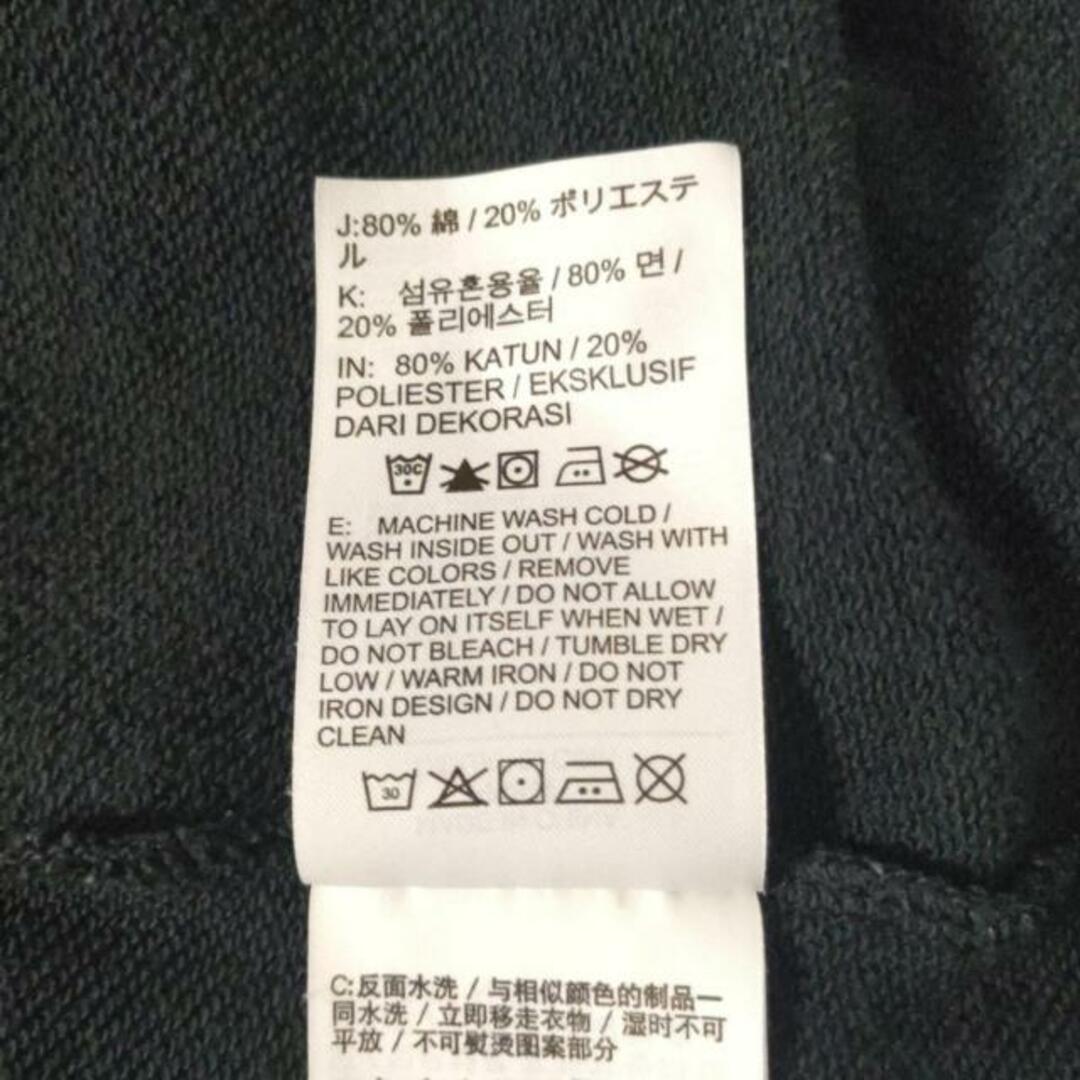 J:80% 綿 / 20% ポリエステ
ル
K: 섬유혼용율 / 80% 면 /
20% 폴리에스터
IN: 80% KATUN / 20%
POLIESTER / EKSKLUSIF
DARI DEKORASI
30C
E: MACHINE WASH COLD /
WASH INSIDE OUT / WASH WITH
LIKE COLORS / REMOVE
IMMEDIATELY / DO NOT ALLOW
TO LAY ON ITSELF WHEN WET /
DO NOT BLEACH / TUMBLE DRY
LOW / WARM IRON / DO NOT
IRON DESIGN / DO NOT DRY
CLEAN
30
C:反面水洗 / 与相似颜色的制品一
同水洗 / 立即移走衣物 / 湿时不可
平放 / 不可熨烫图案部分